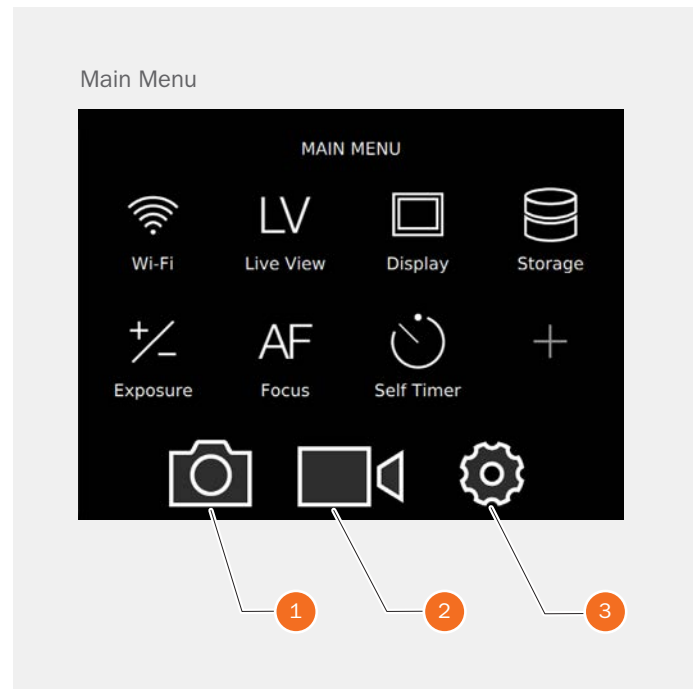 Main Menu
MAIN MENU
LV
AF
Wi-Fi Live View Display Storage
Exposure Focus Self Timer
1 2 3